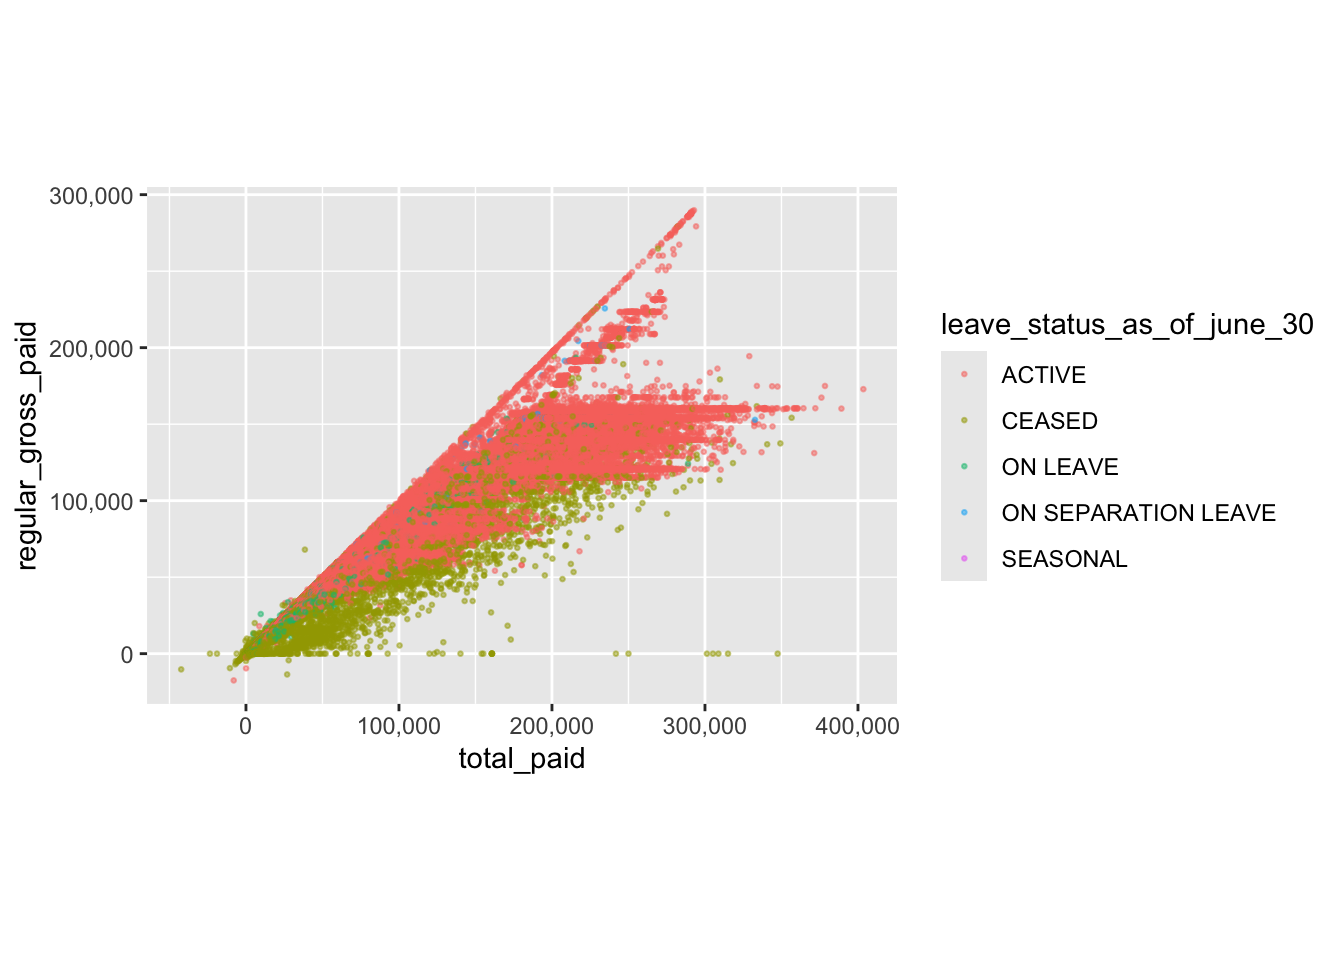 300,000
200,000
100,000
0
regular_gross_paid
0
100,000
200,000
300,000
400,000
total_paid
leave_status_as_of_june_30
ACTIVE
CEASED
ON LEAVE
ON SEPARATION LEAVE
SEASONAL